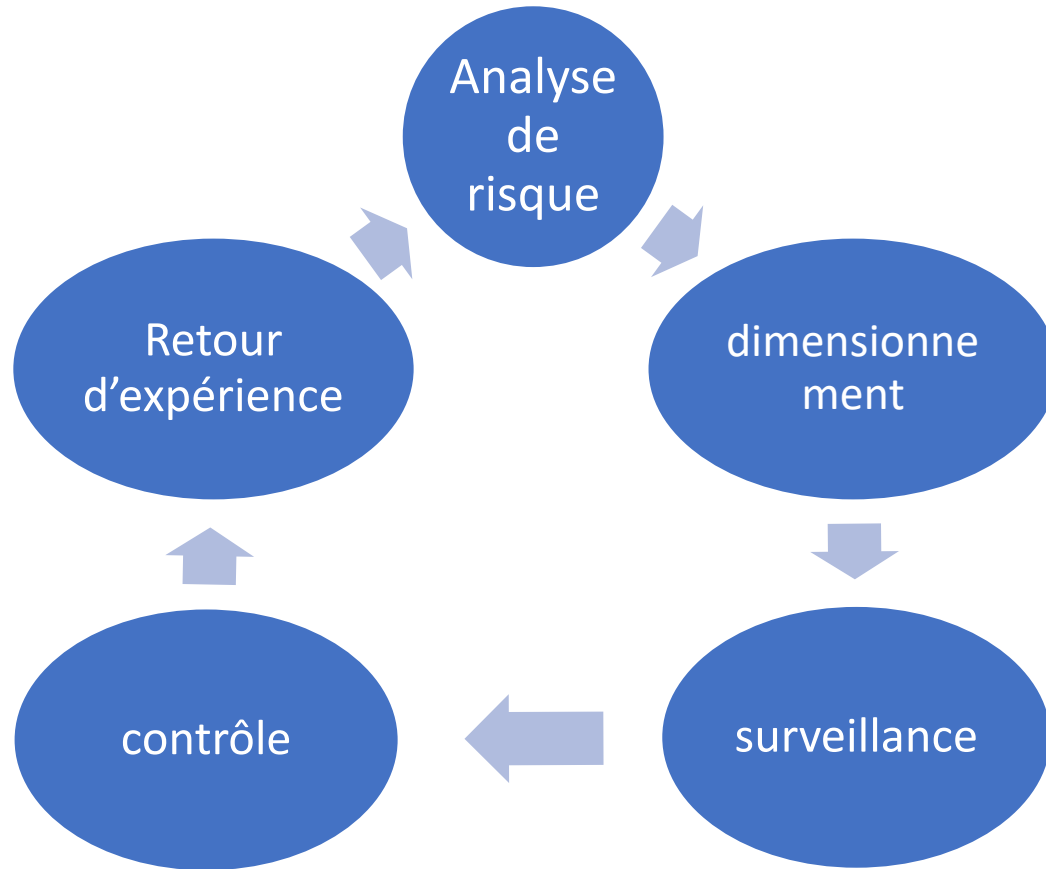 Analyse
de
risque
Retour
d’expérience
dimensionne
ment
contrôle
surveillance